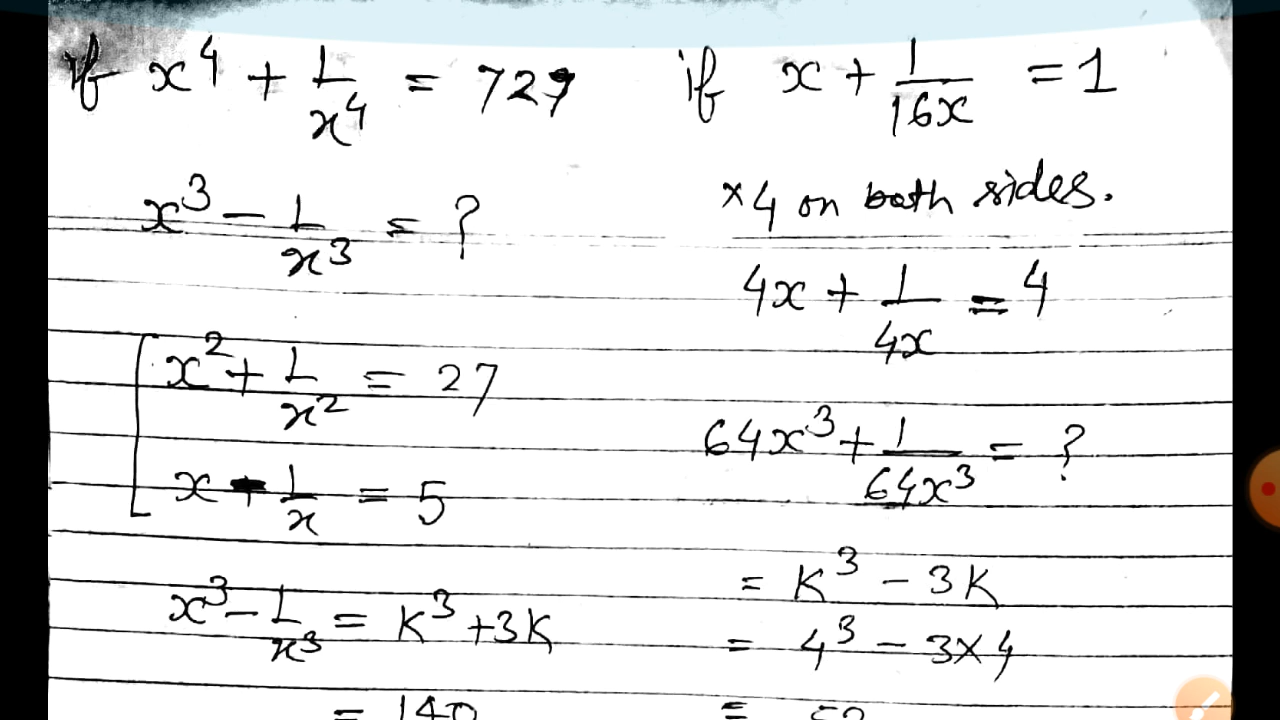 if x⁴ + 1/x⁴ = 727
x³ - 1/x³ = ?
x² + 1/x² = 27
x - 1/x = 5
x³ - 1/x³ = K³ + 3K
= 140
if x + 1/16x = 1
×4 on both sides.
4x + 1/4x = 4
64x³ + 1/64x³ = ?
= K³ - 3K
= 4³ - 3×4
= 52